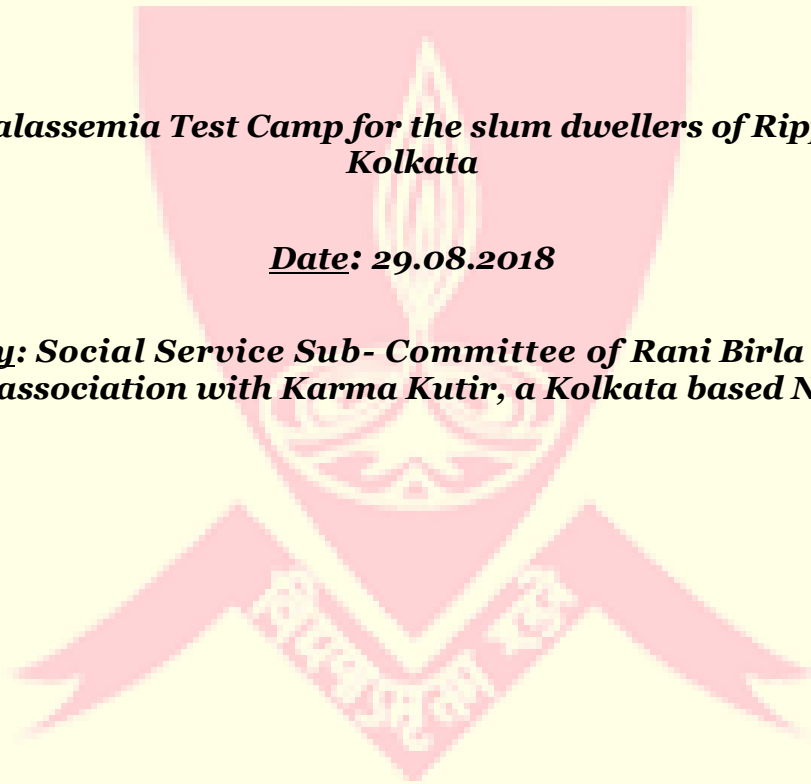 alassemia Test Camp for the slum dwellers of Rip
Kolkata
Date: 29.08.2018
y: Social Service Sub- Committee of Rani Birla
association with Karma Kutir, a Kolkata based N